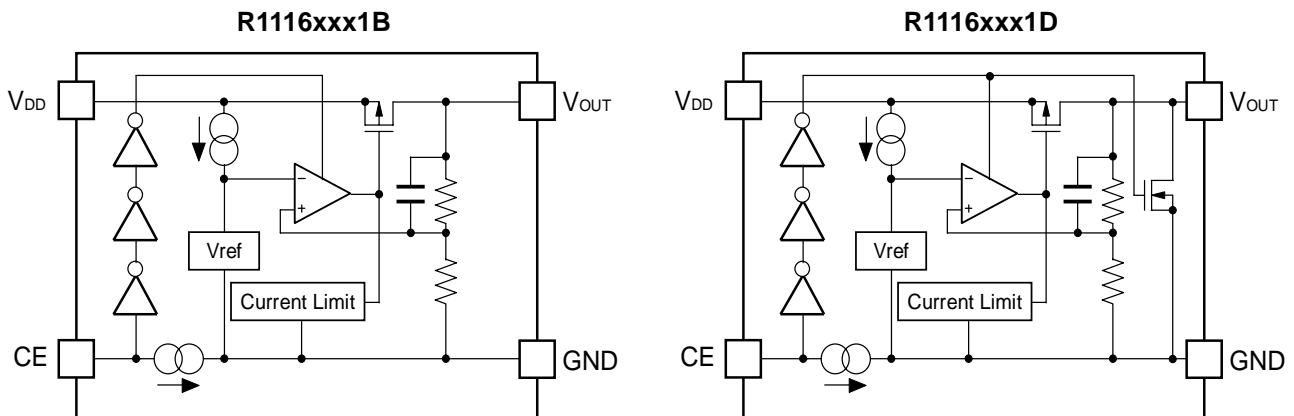 R1116xxx1B
VDD
VOUT
−
+
Vref
Current Limit
CE
GND
R1116xxx1D
VDD
VOUT
−
+
Vref
Current Limit
CE
GND